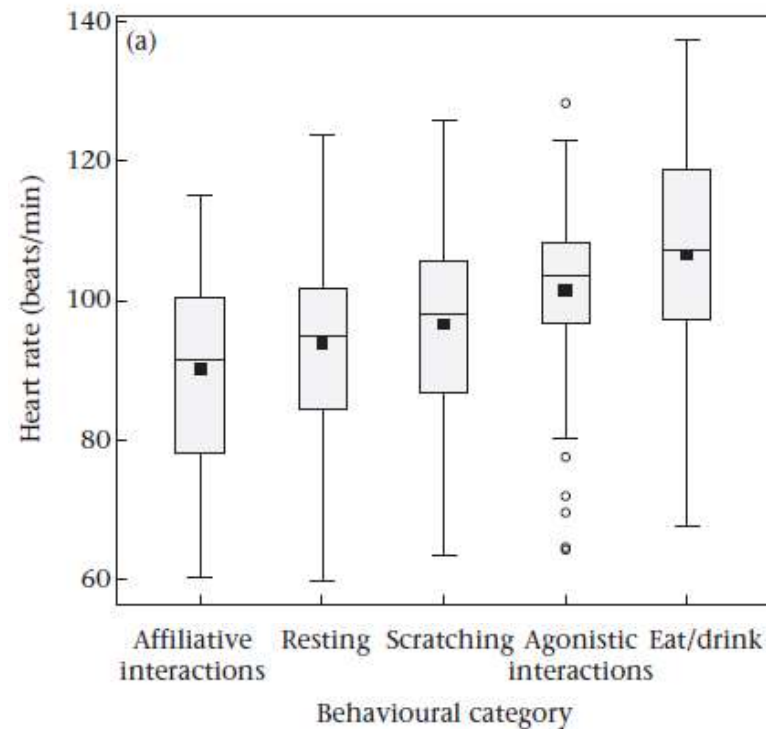 (a)
140
120
100
80
60
Heart rate (beats/min)
Affiliative interactions
Resting
Scratching
Agonistic interactions
Eat/drink
Behavioural category